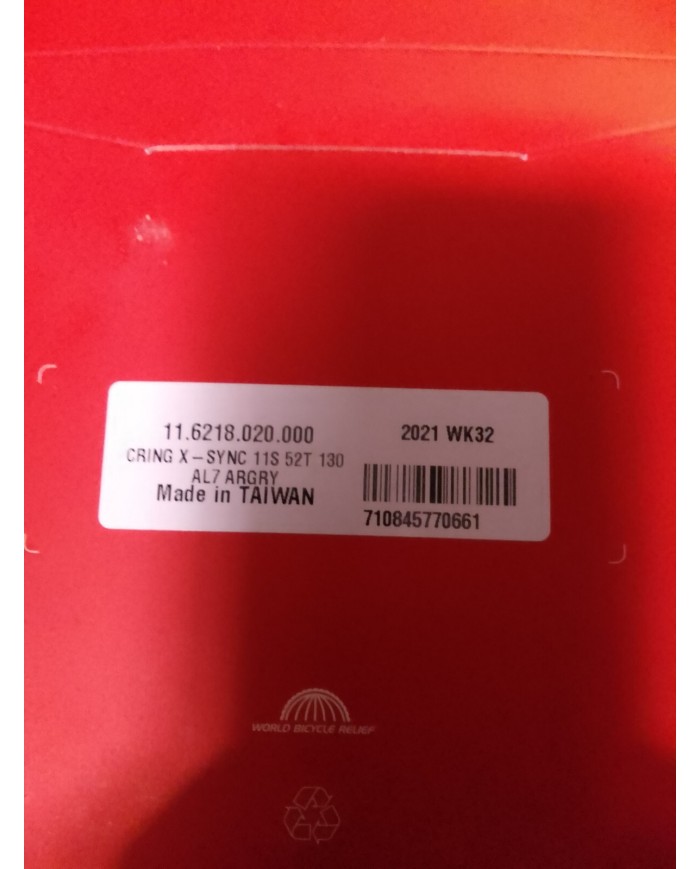 11.6218.020.000
CRING X-SYNC 11S 52T 130
AL7 ARGRY
Made in TAIWAN
2021 WK32
710845770661
WORLD BICYCLE RELIEF